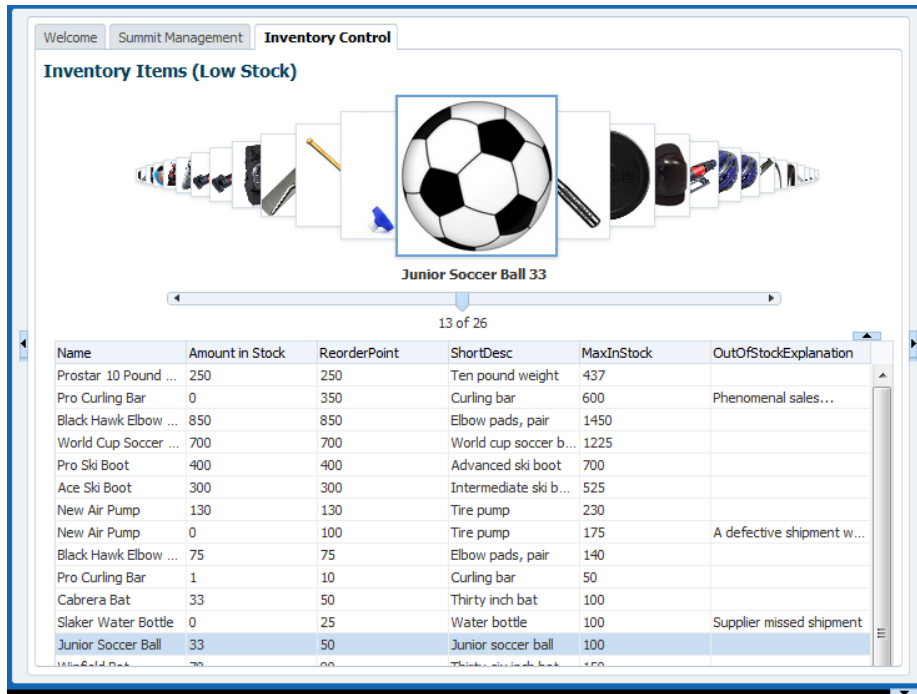 Welcome Summit Management Inventory Control
Inventory Items (Low Stock)
Junior Soccer Ball 33
13 of 26
Name Amount in Stock ReorderPoint ShortDesc MaxInStock OutOfStockExplanation
Prostar 10 Pound ... 250 250 Ten pound weight 437
Pro Curling Bar 0 350 Curling bar 600 Phenomenal sales...
Black Hawk Elbow ... 850 850 Elbow pads, pair 1450
World Cup Soccer ... 700 700 World cup soccer b... 1225
Pro Ski Boot 400 400 Advanced ski boot 700
Ace Ski Boot 300 300 Intermediate ski b... 525
New Air Pump 130 130 Tire pump 230
New Air Pump 0 100 Tire pump 175 A defective shipment w...
Black Hawk Elbow ... 75 75 Elbow pads, pair 140
Pro Curling Bar 1 10 Curling bar 50
Cabrera Bat 33 50 Thirty inch bat 100
Slaker Water Bottle 0 25 Water bottle 100 Supplier missed shipment
Junior Soccer Ball 33 50 Junior soccer ball 100